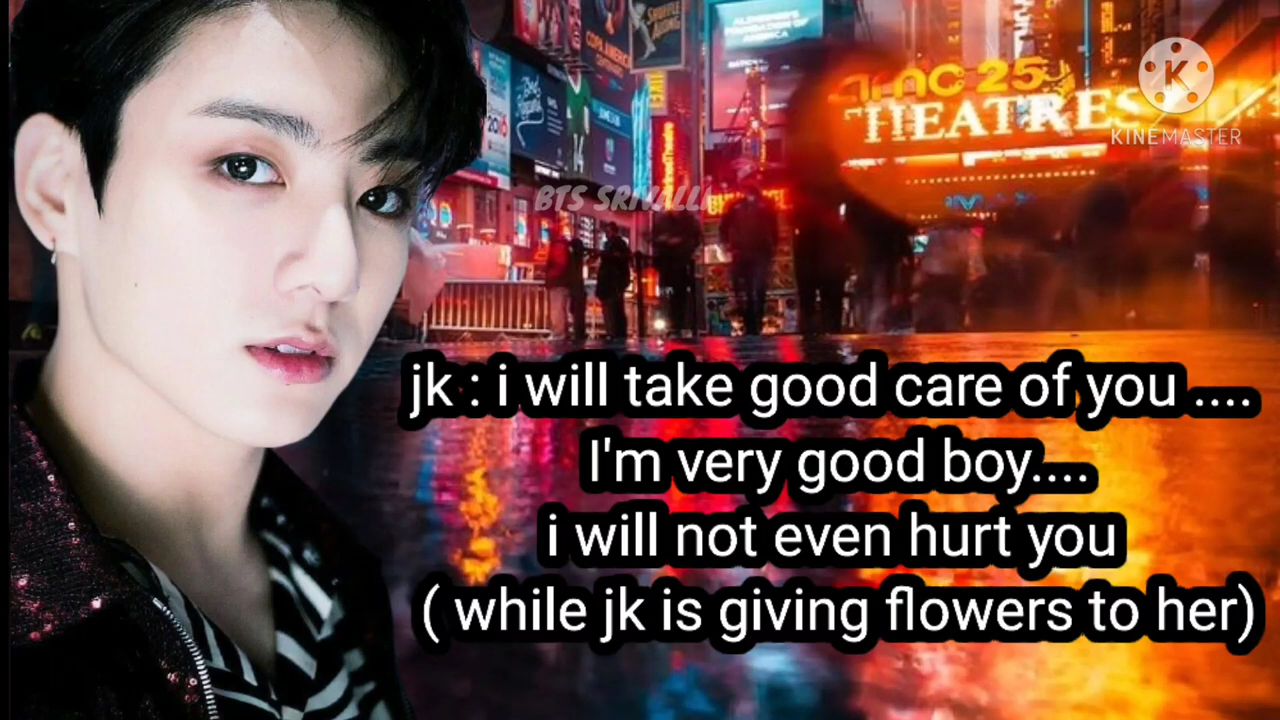 amc 25
THEATRES
K
KINEMASTER
BTS SRIVALLI
jk : i will take good care of you ....
I'm very good boy....
i will not even hurt you
( while jk is giving flowers to her)